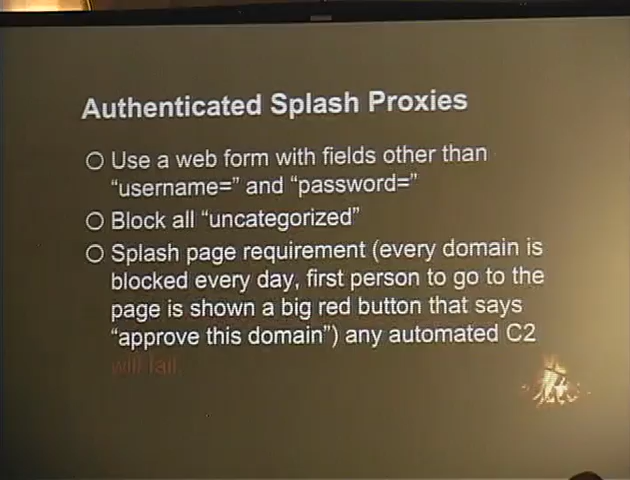 Authenticated Splash Proxies
Use a web form with fields other than
“username=” and “password=”
Block all “uncategorized”
Splash page requirement (every domain is
blocked every day, first person to go to the
page is shown a big red button that says
“approve this domain”) any automated C2
will fail.